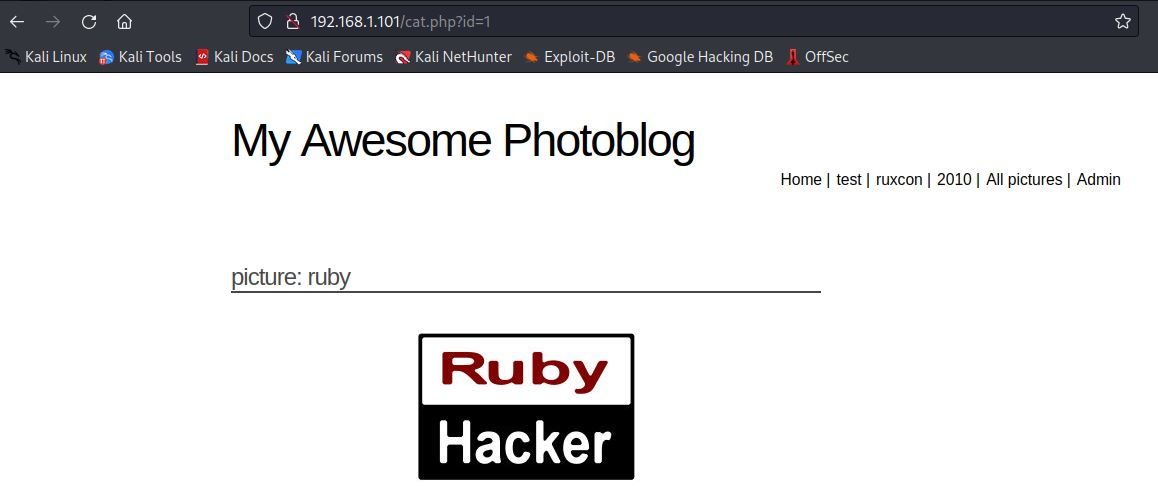 192.168.1.101/cat.php?id=1
Kali Linux Kali Tools Kali Docs Kali Forums Kali NetHunter Exploit-DB Google Hacking DB OffSec
My Awesome Photoblog
Home | test | ruxcon | 2010 | All pictures | Admin
picture: ruby
Ruby
Hacker